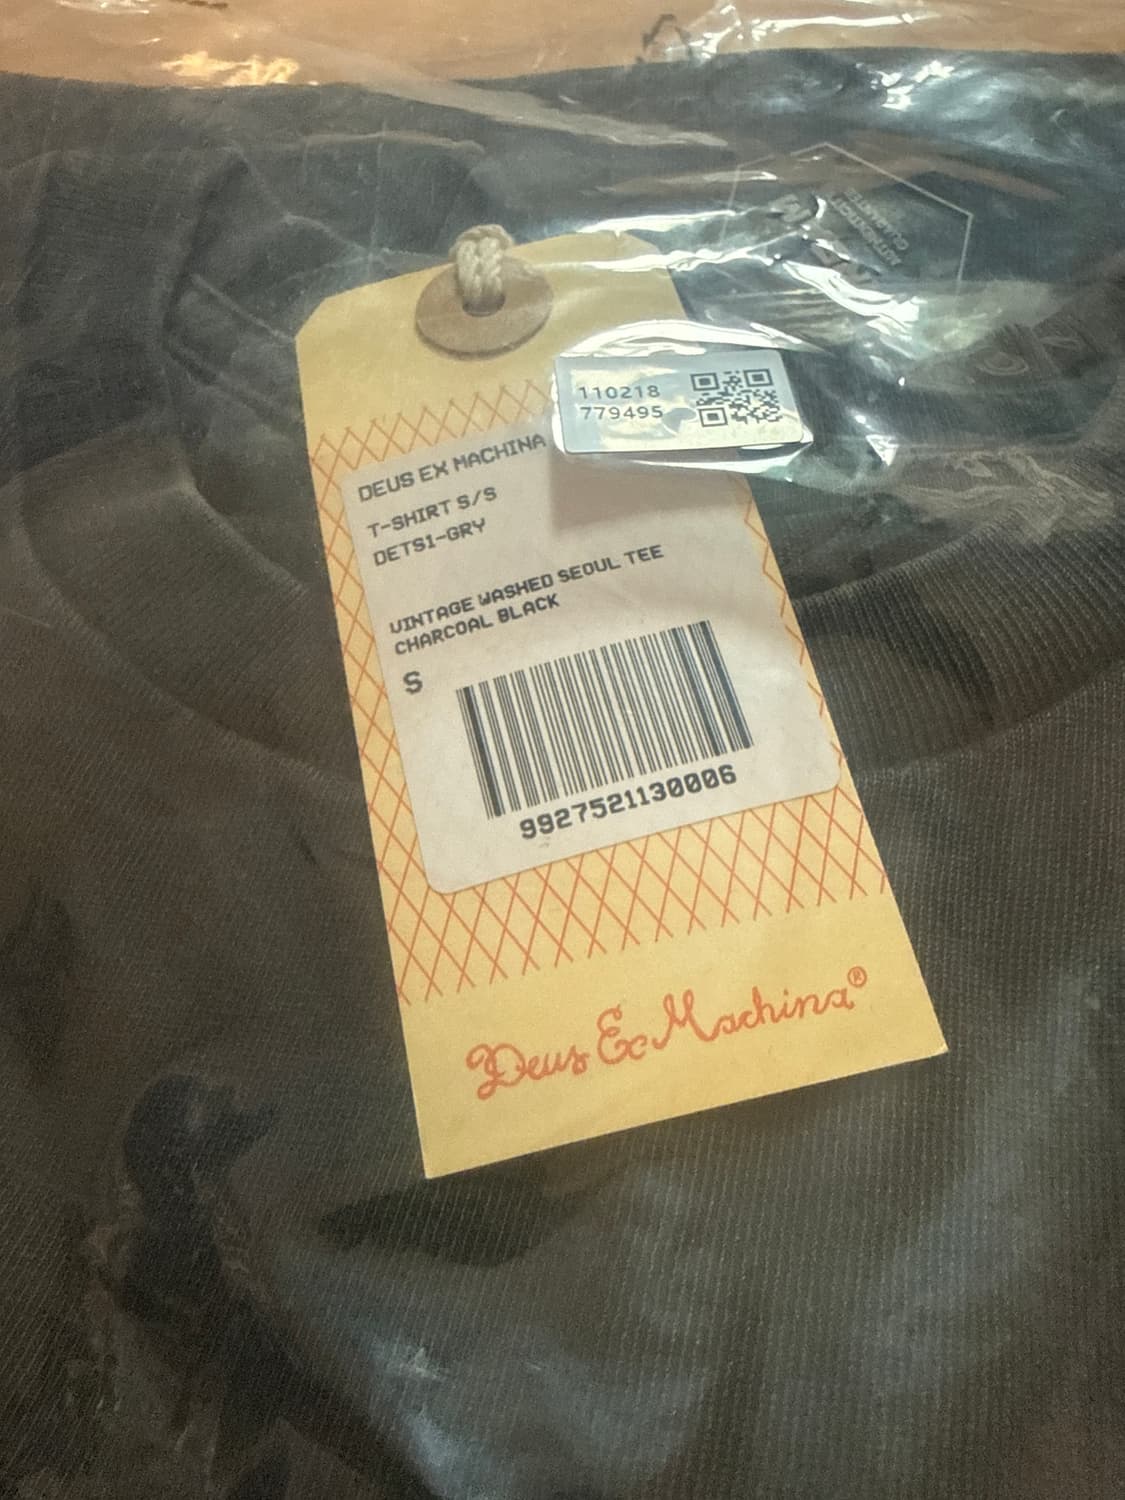 110218
779495
DEUS EX MACHINA
T-SHIRT S/S
DETS1-GRY
VINTAGE WASHED SEOUL TEE
CHARCOAL BLACK
S
9927521130006
Deus Ex Machina®